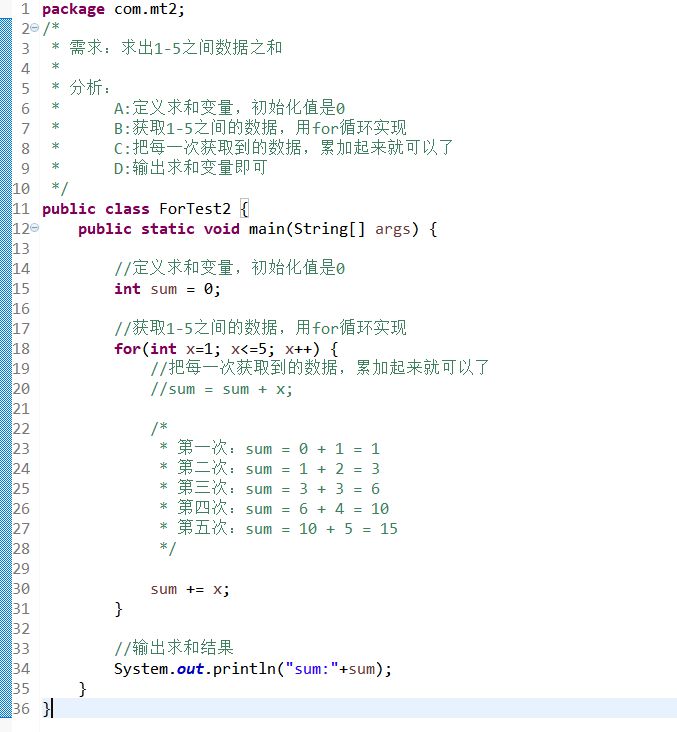 1 package com.mt2;
2 /*
3  * 需求：求出1-5之间数据之和
4  *
5  * 分析：
6  *      A:定义求和变量，初始化值是0
7  *      B:获取1-5之间的数据，用for循环实现
8  *      C:把每一次获取到的数据，累加起来就可以了
9  *      D:输出求和变量即可
10  */
11 public class ForTest2 {
12     public static void main(String[] args) {
13
14         //定义求和变量，初始化值是0
15         int sum = 0;
16
17         //获取1-5之间的数据，用for循环实现
18         for(int x=1; x<=5; x++) {
19             //把每一次获取到的数据，累加起来就可以了
20             //sum = sum + x;
21
22             /*
23              * 第一次：sum = 0 + 1 = 1
24              * 第二次：sum = 1 + 2 = 3
25              * 第三次：sum = 3 + 3 = 6
26              * 第四次：sum = 6 + 4 = 10
27              * 第五次：sum = 10 + 5 = 15
28              */
29
30             sum += x;
31         }
32
33         //输出求和结果
34         System.out.println("sum:"+sum);
35     }
36 }